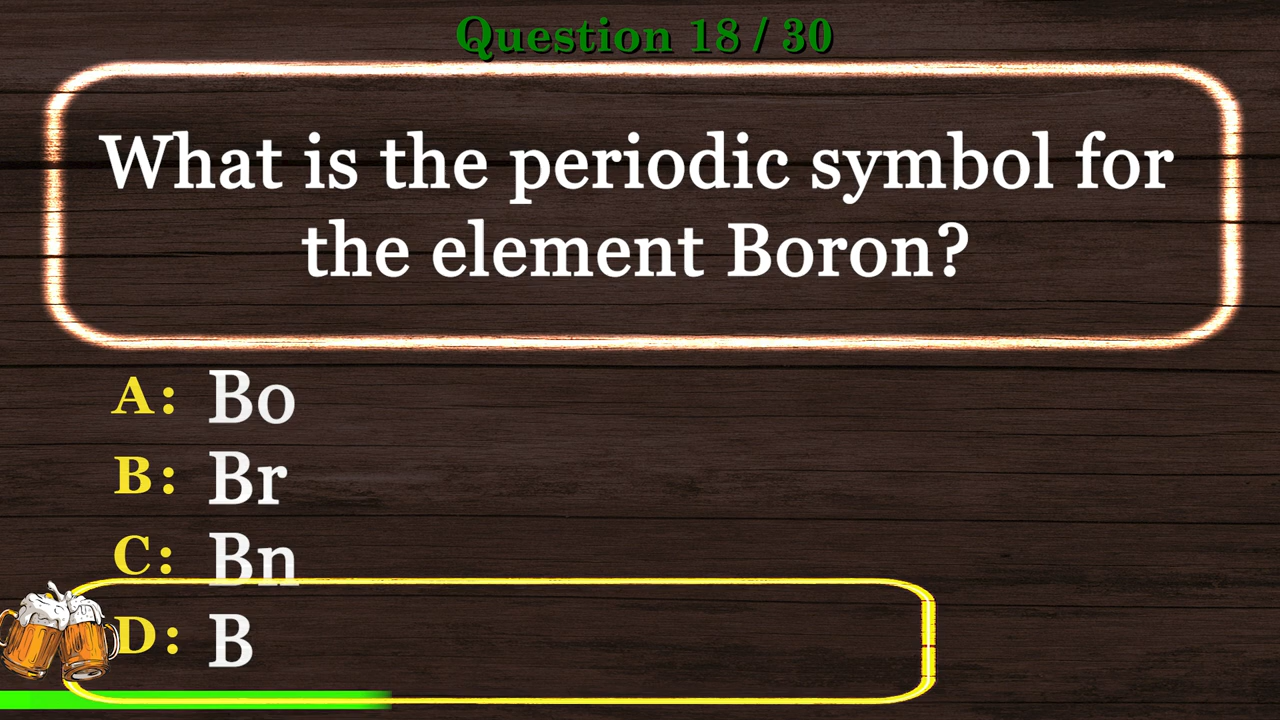 Question 18 / 30
What is the periodic symbol for
the element Boron?
A: Bo
B: Br
C: Bn
D: B